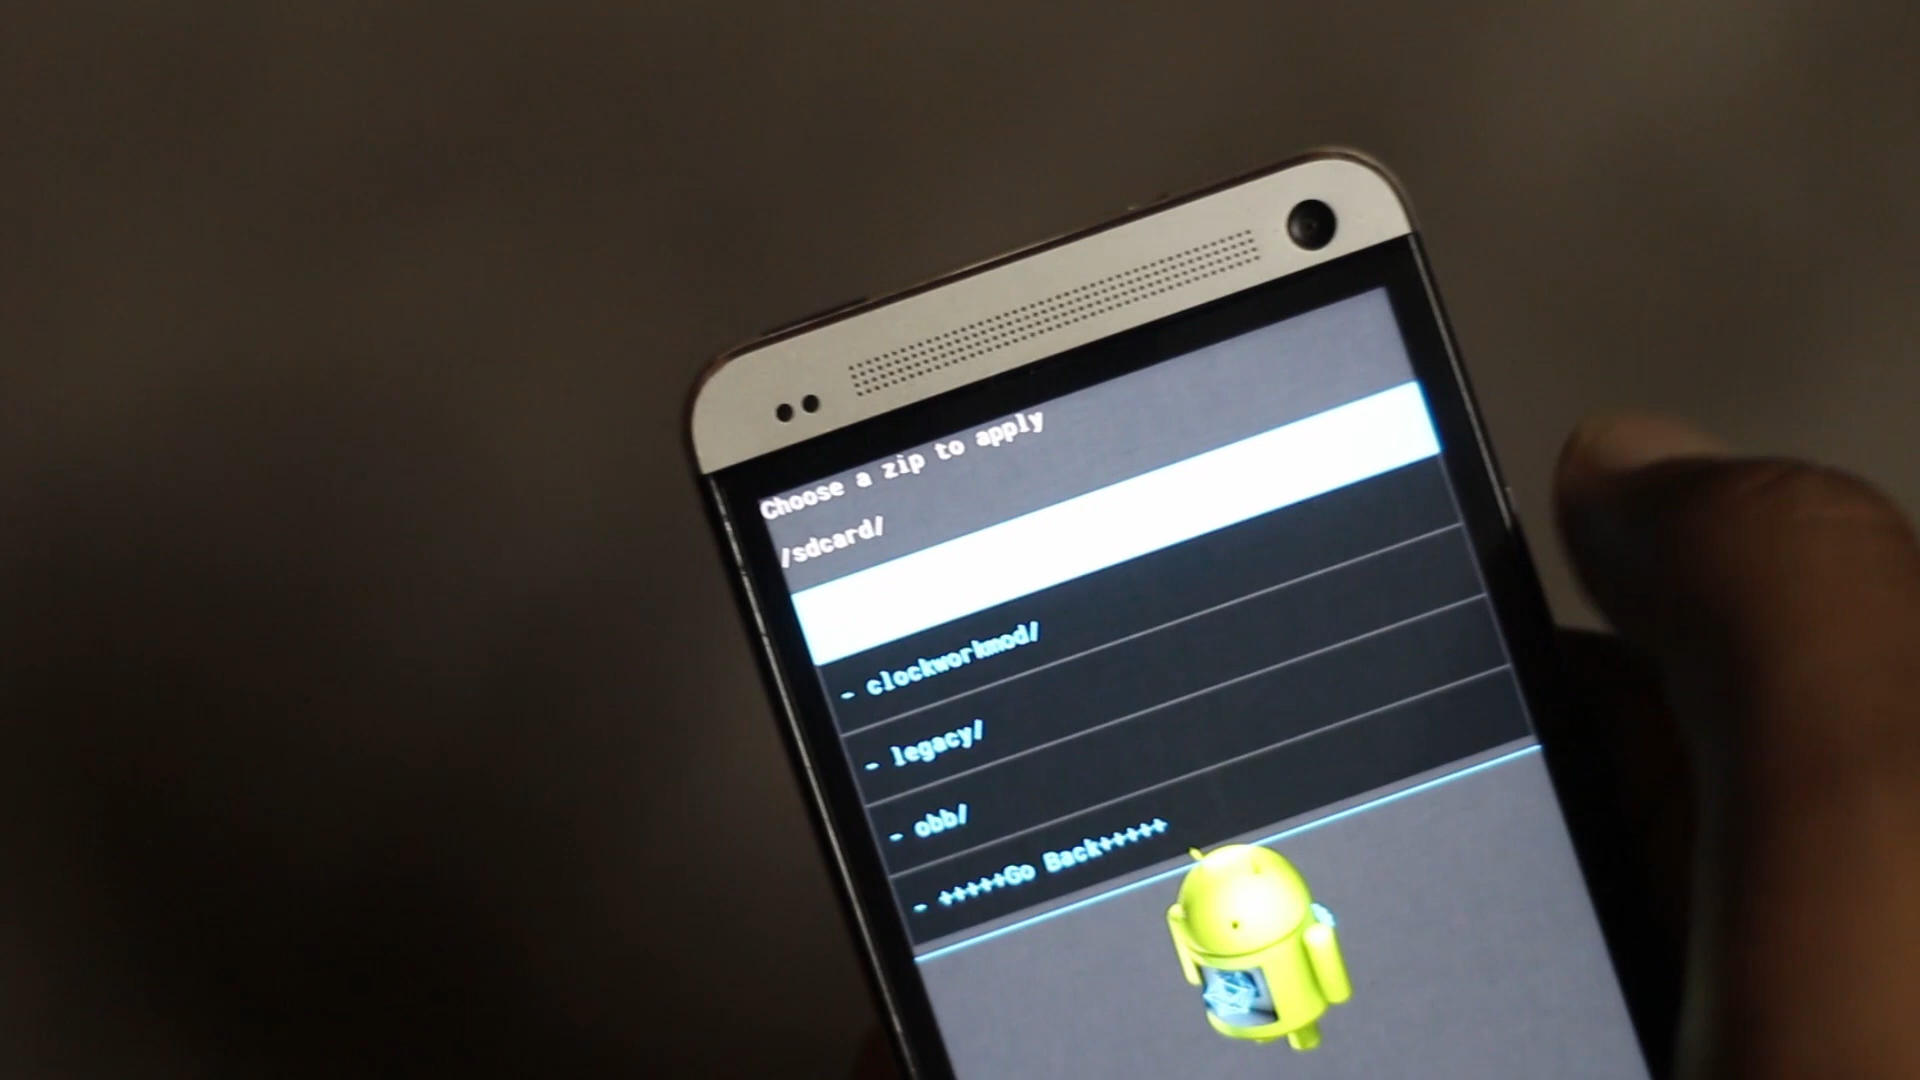 Choose a zip to apply
/sdcard/
- clockworkmod/
- legacy/
- obb/
- +++++Go Back+++++